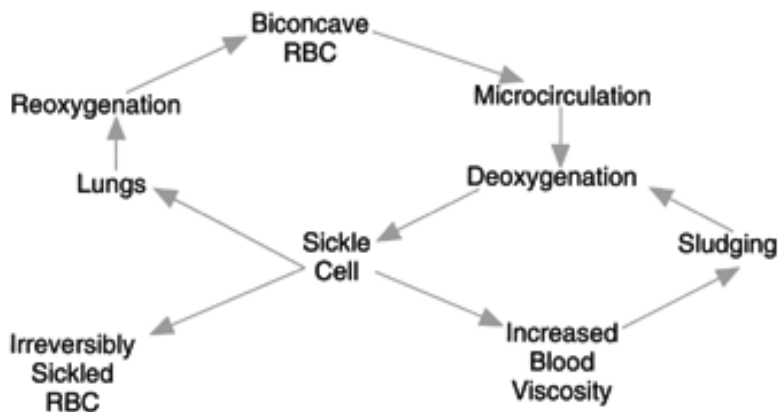 Biconcave
RBC
Reoxygenation
Microcirculation
Lungs
Deoxygenation
Sickle
Cell
Sludging
Irreversibly
Sickled
RBC
Increased
Blood
Viscosity